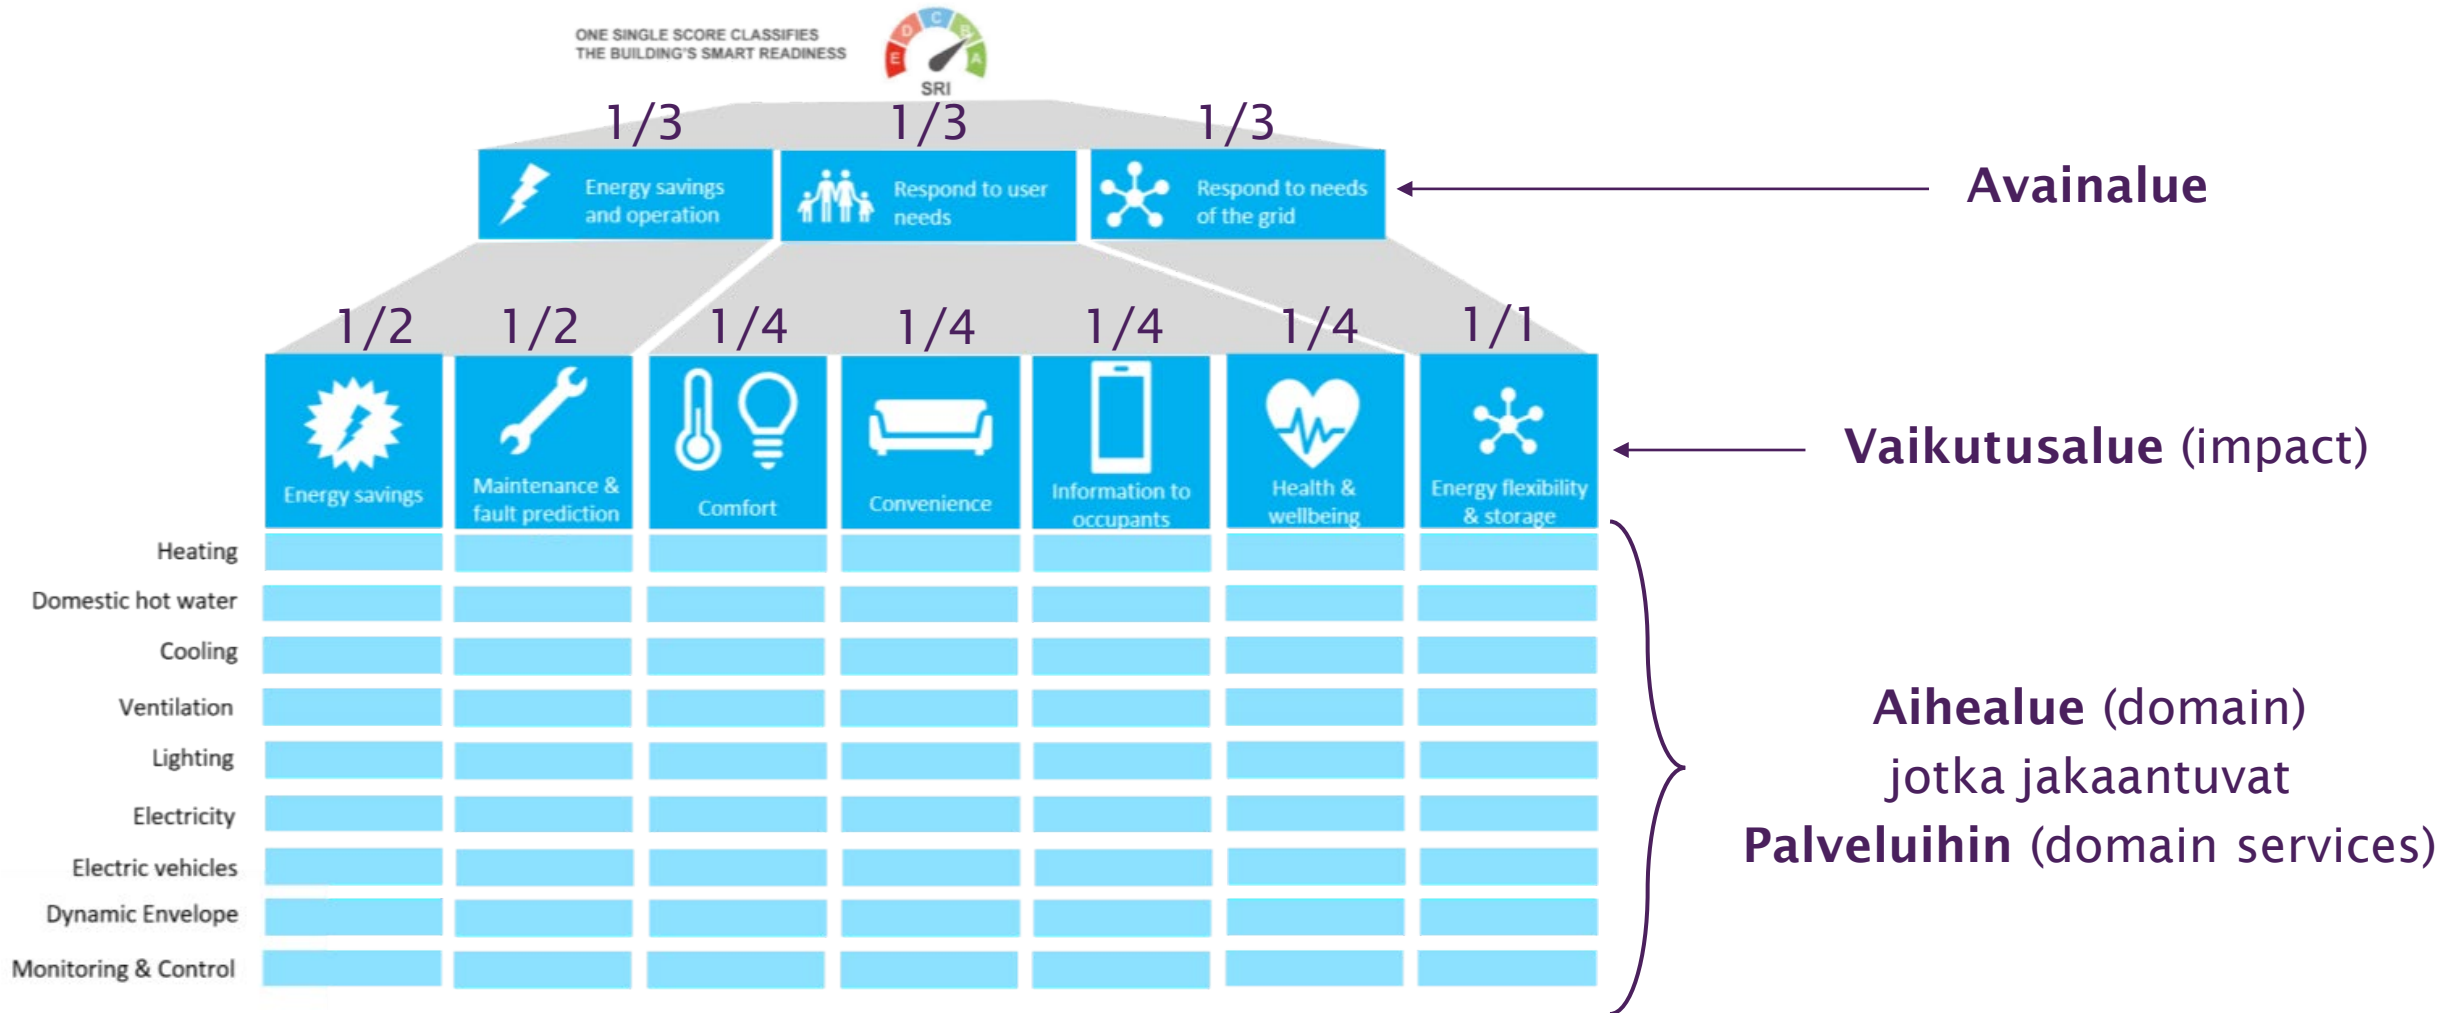 ONE SINGLE SCORE CLASSIFIES
THE BUILDING'S SMART READINESS
E D C B A
SRI
1/3 1/3 1/3
Energy savings
and operation
Respond to user
needs
Respond to needs
of the grid
Avainalue
1/2 1/2 1/4 1/4 1/4 1/4 1/1
Energy savings
Maintenance &
fault prediction
Comfort
Convenience
Information to
occupants
Health &
wellbeing
Energy flexibility
& storage
Vaikutusalue (impact)
Heating
Domestic hot water
Cooling
Ventilation
Lighting
Electricity
Electric vehicles
Dynamic Envelope
Monitoring & Control
Aihealue (domain)
jotka jakaantuvat
Palveluihin (domain services)